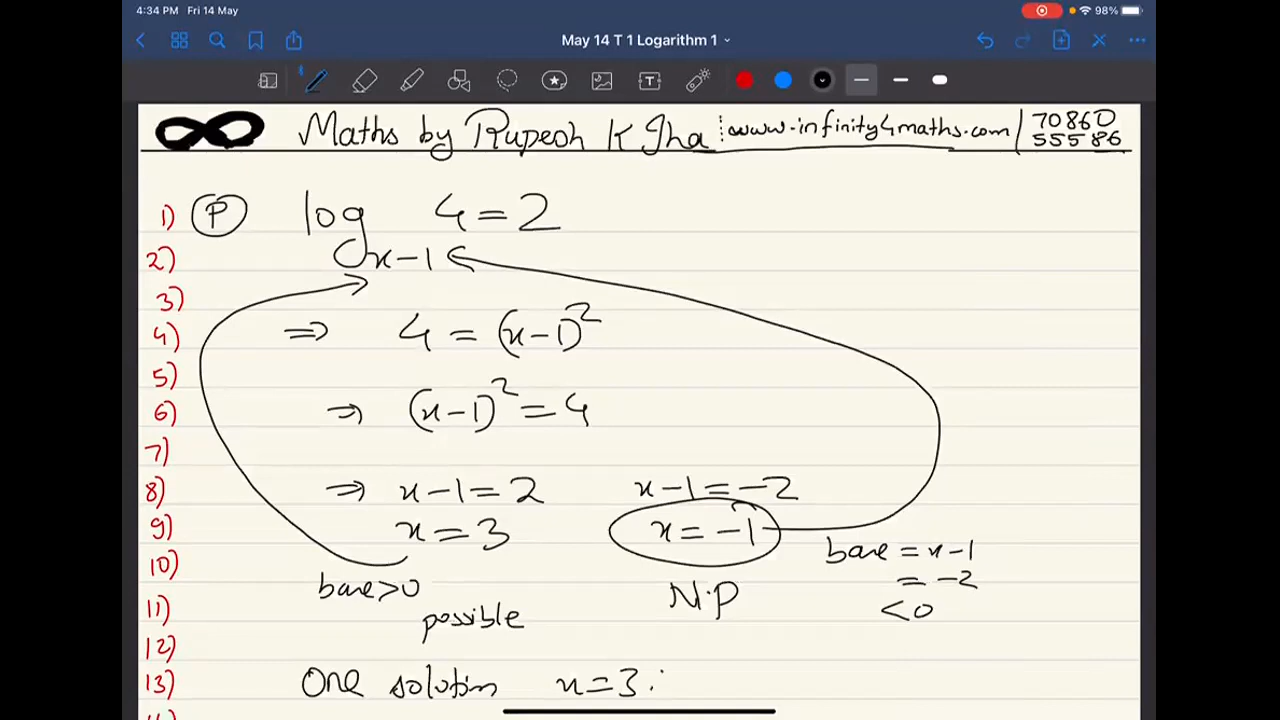 4:34 PM Fri 14 May 98%
May 14 T 1 Logarithm 1
Maths by Rupesh K Jha www.infinity4maths.com / 70860 55586
1) P log 4 = 2
2) x-1
3)
4) ⇒ 4 = (x-1)²
5)
6) ⇒ (x-1)² = 4
7)
8) ⇒ x-1 = 2 x-1 = -2
9) x = 3 x = -1
10) base = x-1
base>0 = -2
11) possible N.P <0
12)
13) One solution x = 3.